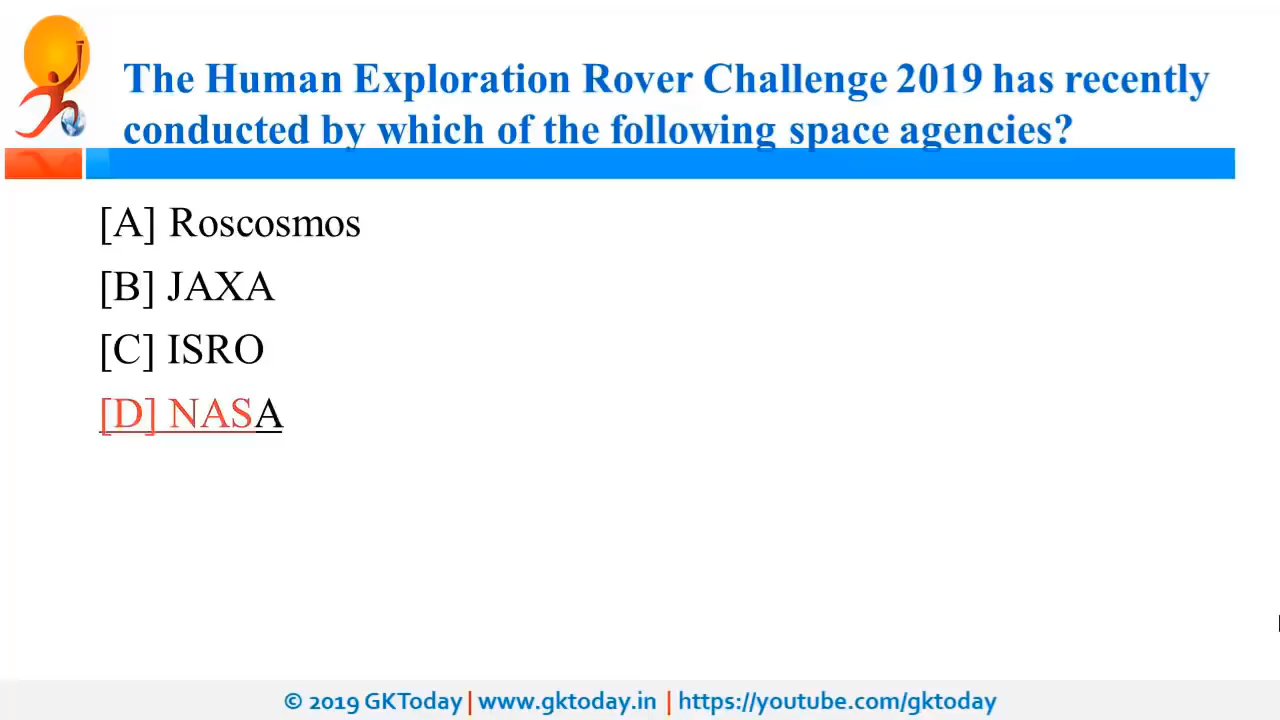 The Human Exploration Rover Challenge 2019 has recently
conducted by which of the following space agencies?
[A] Roscosmos
[B] JAXA
[C] ISRO
[D] NASA
© 2019 GKToday | www.gktoday.in | https://youtube.com/gktoday